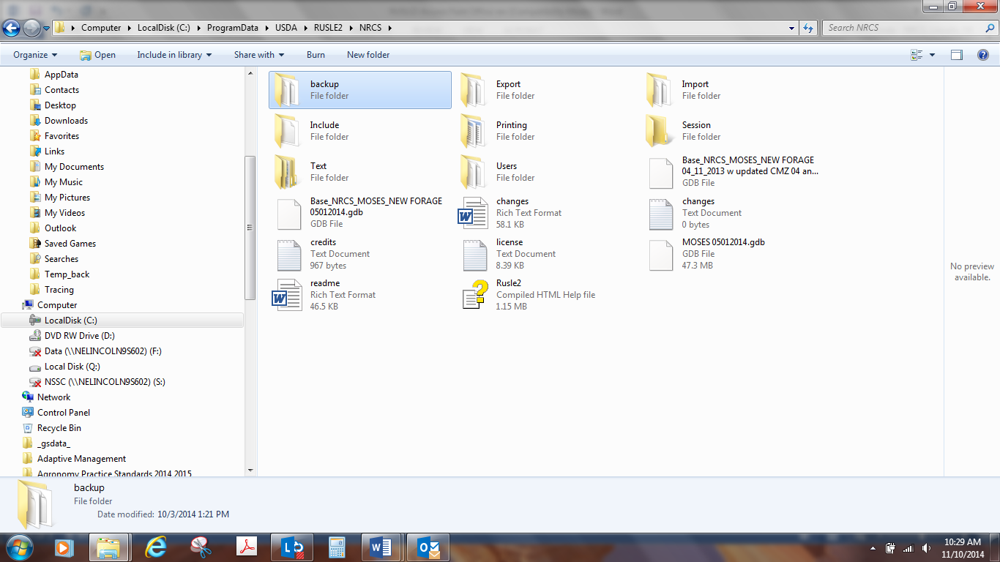 Computer
LocalDisk (C:)
ProgramData
USDA
RUSLE2
NRCS
Search NRCS
Organize
Open
Include in library
Share with
Burn
New folder
AppData
Contacts
Desktop
Downloads
Favorites
Links
My Documents
My Music
My Pictures
My Videos
Outlook
Saved Games
Searches
Temp_back
Tracing
Computer
LocalDisk (C:)
DVD RW Drive (D:)
Data (\\NELINCOLN9S602) (F:)
Local Disk (Q:)
NSSC (\\NELINCOLN9S602) (S:)
Network
Control Panel
Recycle Bin
_gsdata_
Adaptive Management
Agronomy Practice Standards 2014 2015
backup
File folder
Export
File folder
Import
File folder
Include
File folder
Printing
File folder
Session
File folder
Text
File folder
Users
File folder
Base_NRCS_MOSES_NEW FORAGE
04_11_2013 w updated CMZ 04 an...
GDB File
Base_NRCS_MOSES_NEW FORAGE
05012014.gdb
GDB File
changes
Rich Text Format
58.1 KB
changes
Text Document
0 bytes
credits
Text Document
967 bytes
license
Text Document
8.39 KB
MOSES 05012014.gdb
GDB File
47.3 MB
readme
Rich Text Format
46.5 KB
Rusle2
Compiled HTML Help file
1.15 MB
No preview
available.
backup
File folder
Date modified: 10/3/2014 1:21 PM
10:29 AM
11/10/2014